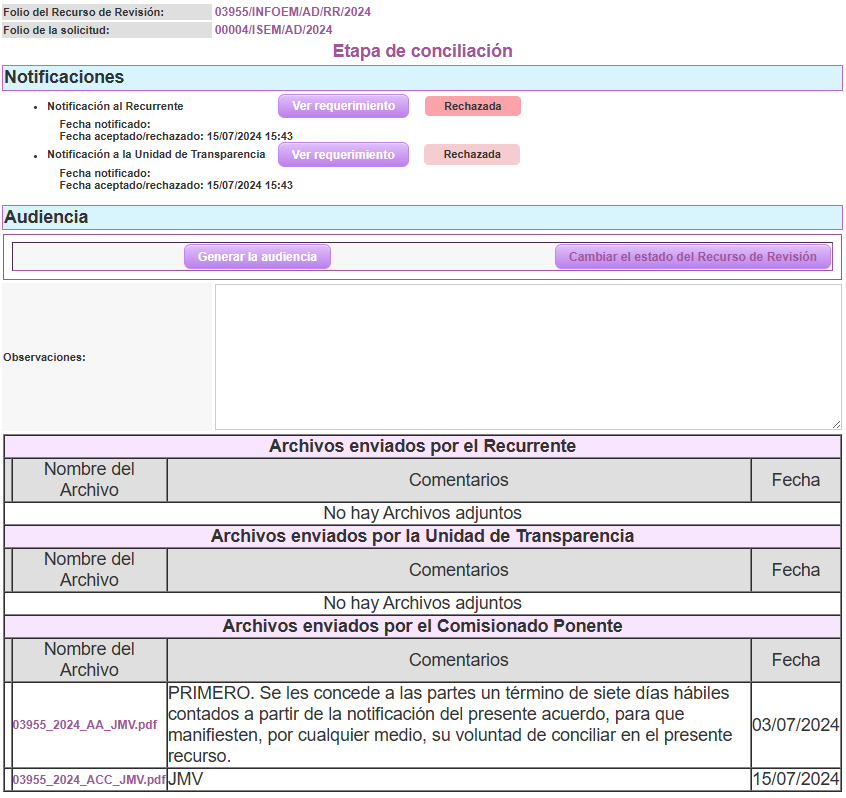 Folio del Recurso de Revisión: 03955/INFOEM/AD/RR/2024
Folio de la solicitud: 00004/ISEM/AD/2024
Etapa de conciliación
Notificaciones
• Notificación al Recurrente Ver requerimiento Rechazada
Fecha notificado:
Fecha aceptado/rechazado: 15/07/2024 15:43
• Notificación a la Unidad de Transparencia Ver requerimiento Rechazada
Fecha notificado:
Fecha aceptado/rechazado: 15/07/2024 15:43
Audiencia
Generar la audiencia Cambiar el estado del Recurso de Revisión
Observaciones:
Archivos enviados por el Recurrente
Nombre del
Archivo Comentarios Fecha
No hay Archivos adjuntos
Archivos enviados por la Unidad de Transparencia
Nombre del
Archivo Comentarios Fecha
No hay Archivos adjuntos
Archivos enviados por el Comisionado Ponente
Nombre del
Archivo Comentarios Fecha
PRIMERO. Se les concede a las partes un término de siete días hábiles
contados a partir de la notificación del presente acuerdo, para que
03955_2024_AA_JMV.pdf 03/07/2024
manifiesten, por cualquier medio, su voluntad de conciliar en el presente
recurso.
03955_2024_ACC_JMV.pdf JMV 15/07/2024